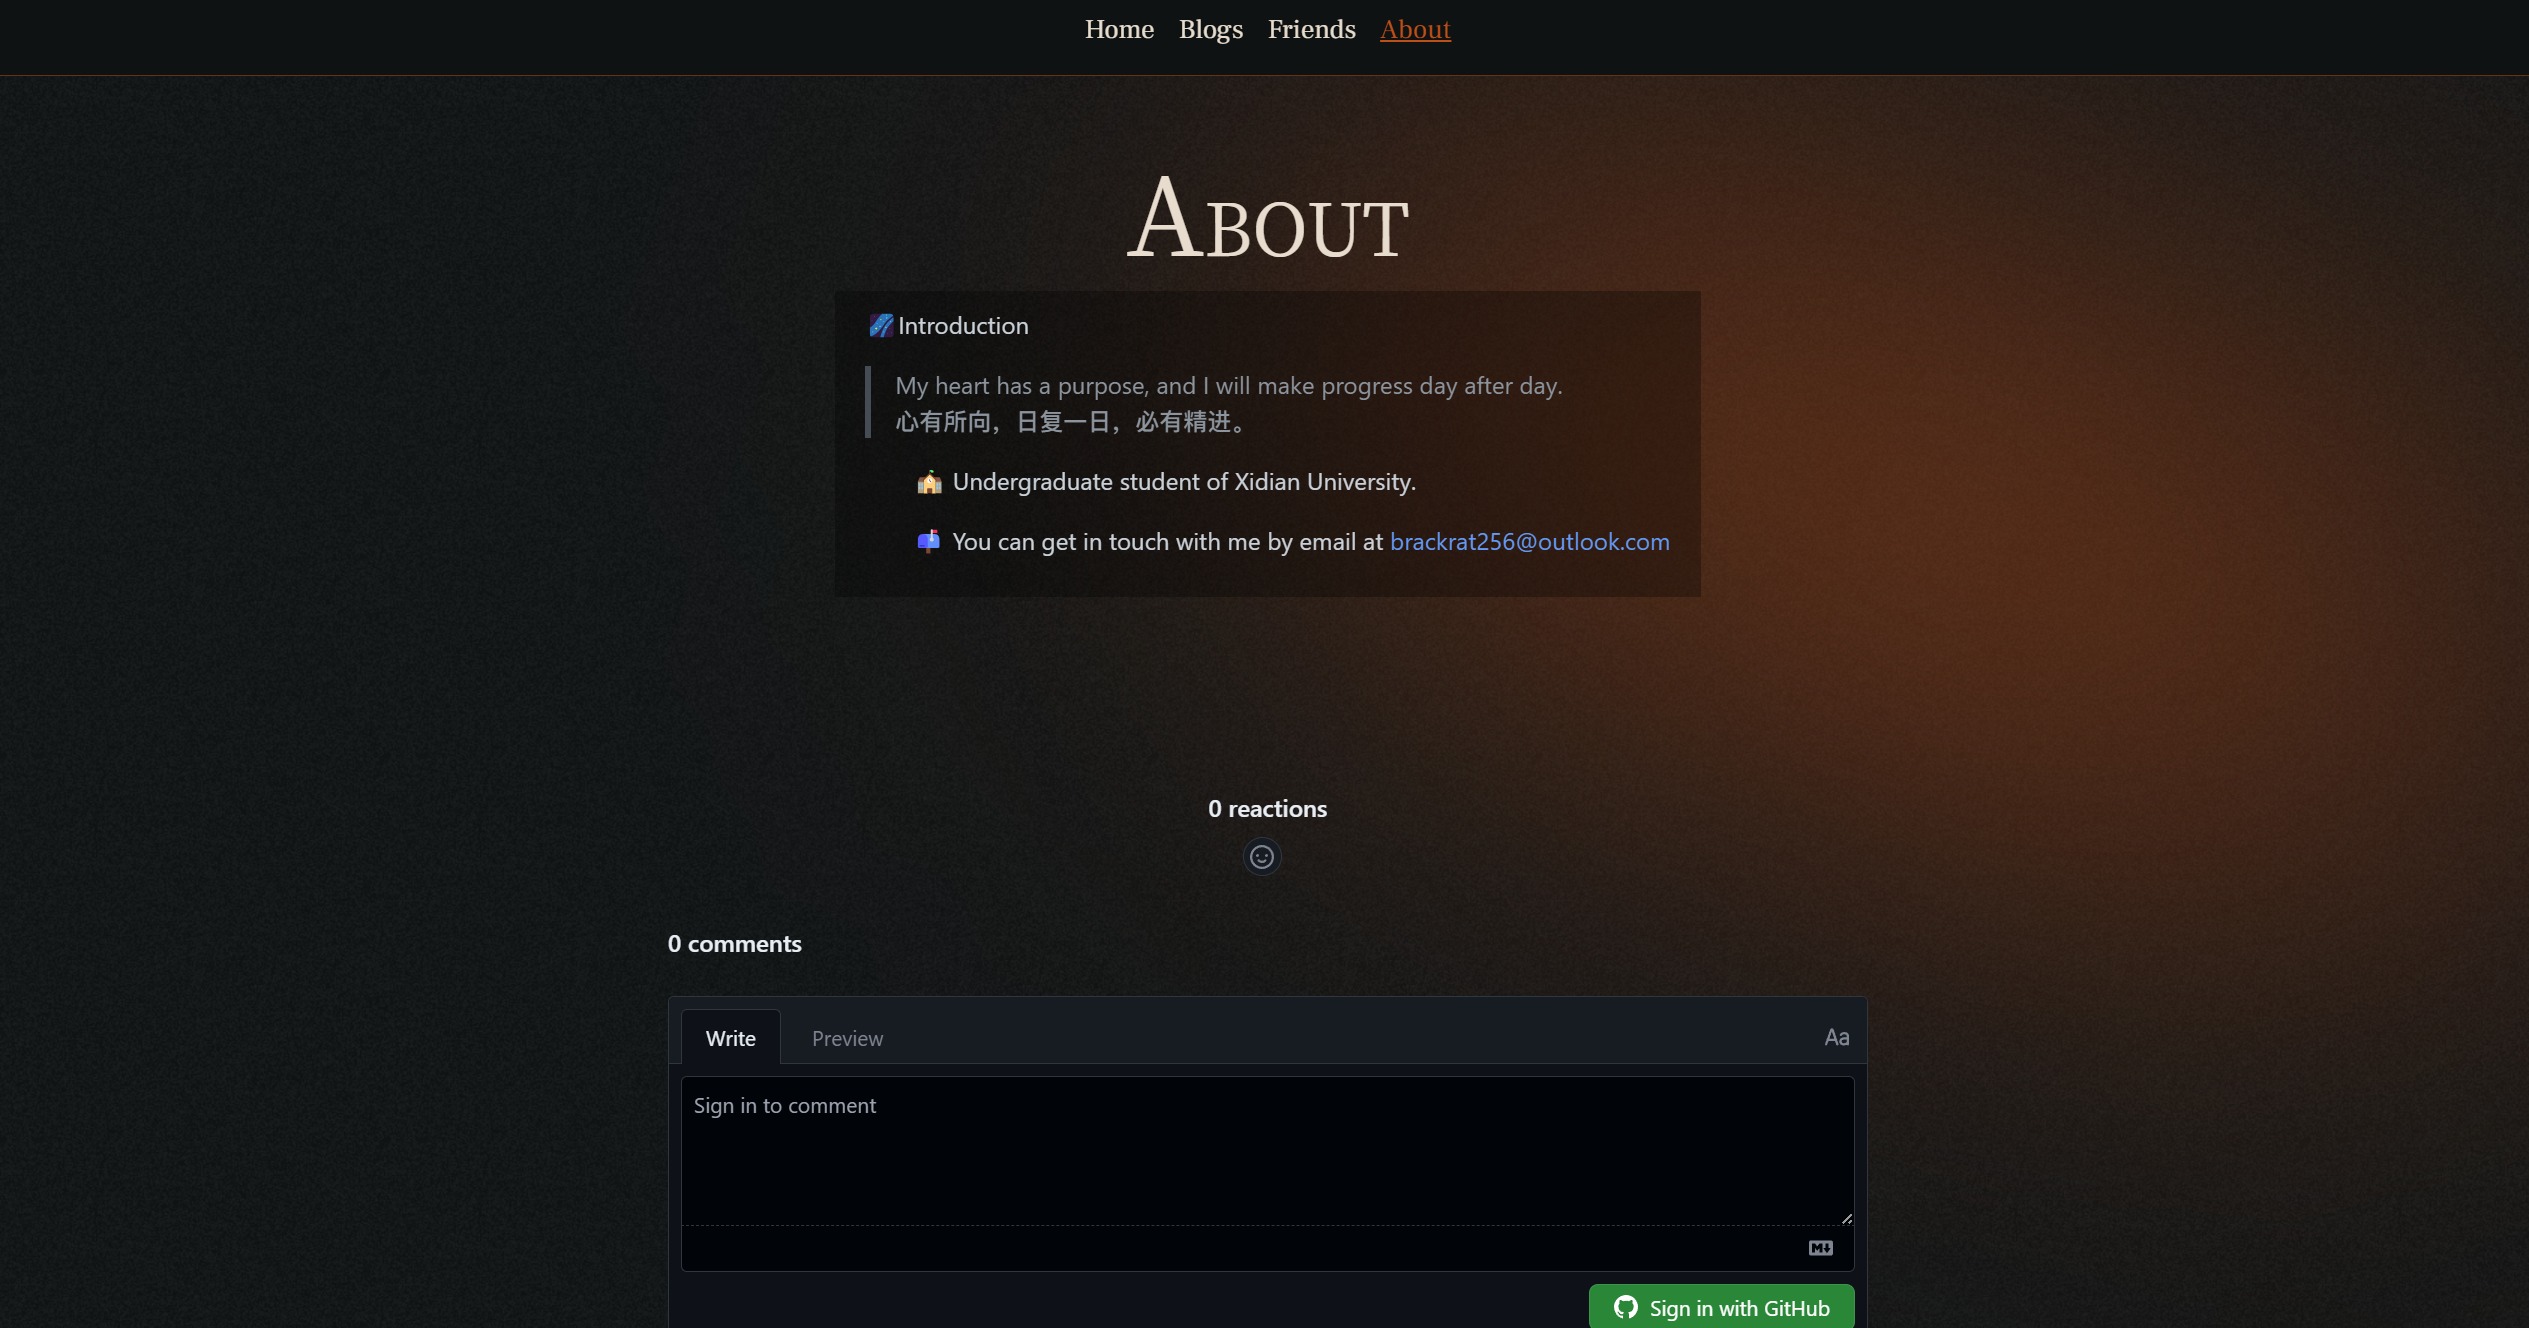 Home Blogs Friends About
About
🌌Introduction
My heart has a purpose, and I will make progress day after day.
心有所向，日复一日，必有精进。
🏫 Undergraduate student of Xidian University.
📫 You can get in touch with me by email at brackrat256@outlook.com
0 reactions
0 comments
Write Preview Aa
Sign in to comment
M
Sign in with GitHub